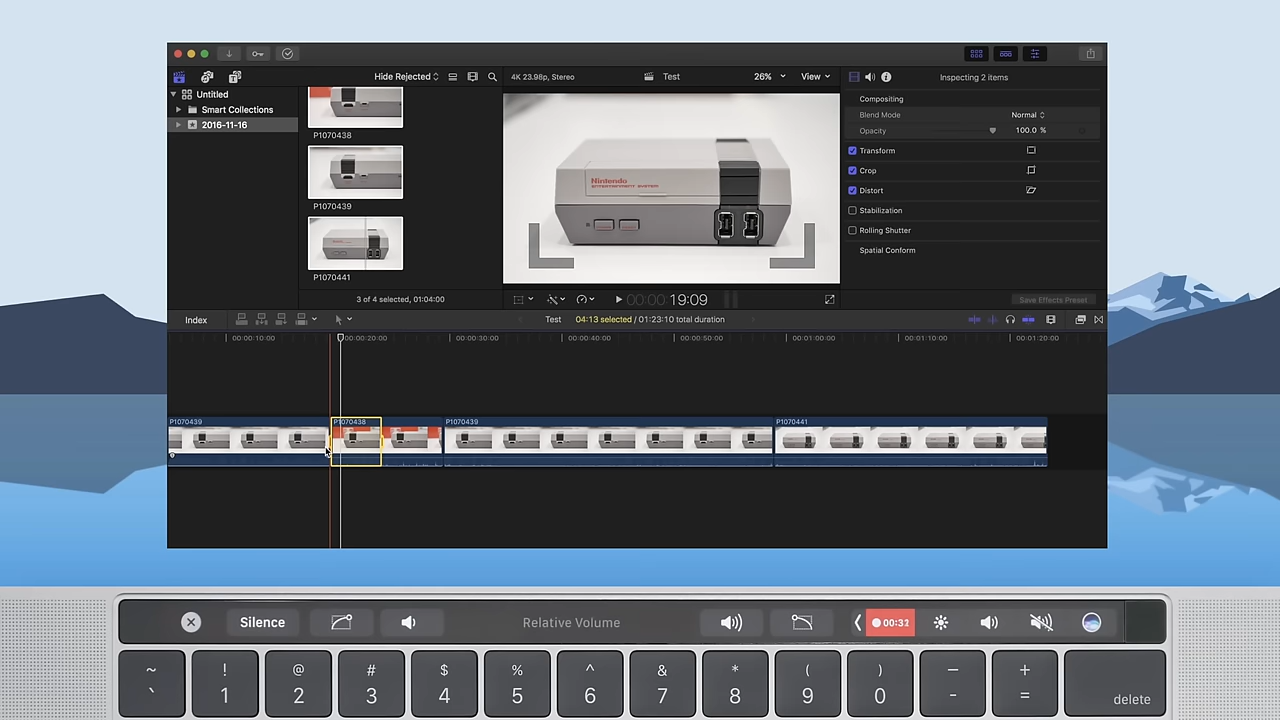 Hide Rejected
4K 23.98p, Stereo
Test
26%
View
Inspecting 2 items
Untitled
Smart Collections
2016-11-16
P1070438
P1070439
P1070441
3 of 4 selected, 01:04:00
Nintendo
ENTERTAINMENT SYSTEM
00:00:19:09
Compositing
Blend Mode
Normal
Opacity
100.0 %
Transform
Crop
Distort
Stabilization
Rolling Shutter
Spatial Conform
Save Effects Preset
Index
Test
04:13 selected / 01:23:10 total duration
00:00:10:00
00:00:20:00
00:00:30:00
00:00:40:00
00:00:50:00
00:01:00:00
00:01:10:00
00:01:20:00
P1070439
P1070438
P1070439
P1070441
Silence
Relative Volume
00:32
~ ! @ # $ % ^ & * ( ) — +
` 1 2 3 4 5 6 7 8 9 0 - =
delete